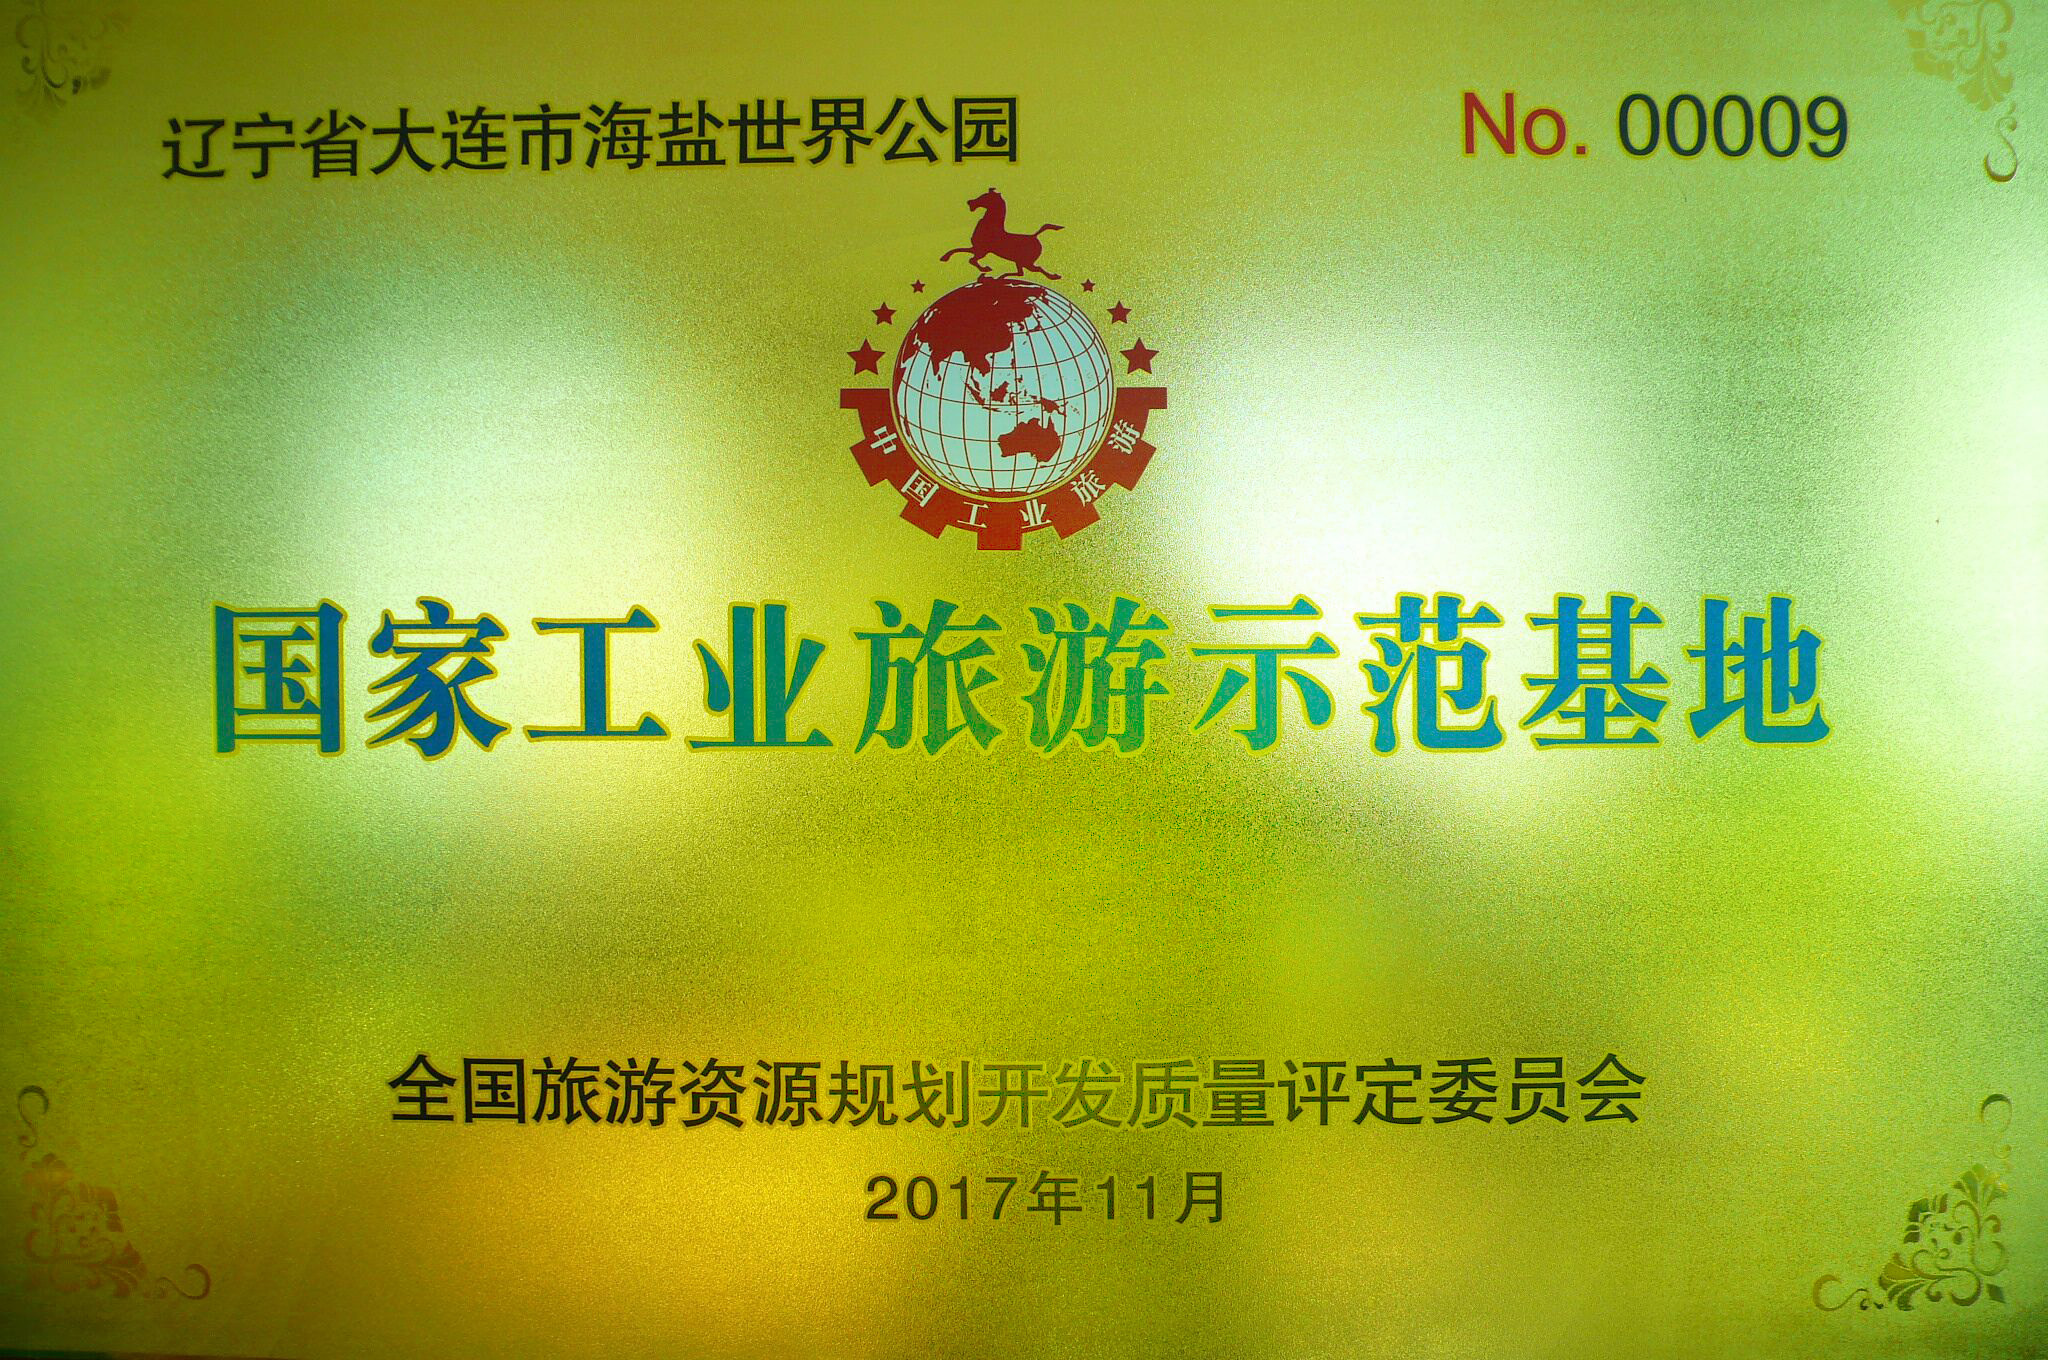 辽宁省大连市海盐世界公园
No. 00009
中国工业旅游
国家工业旅游示范基地
全国旅游资源规划开发质量评定委员会
2017年11月